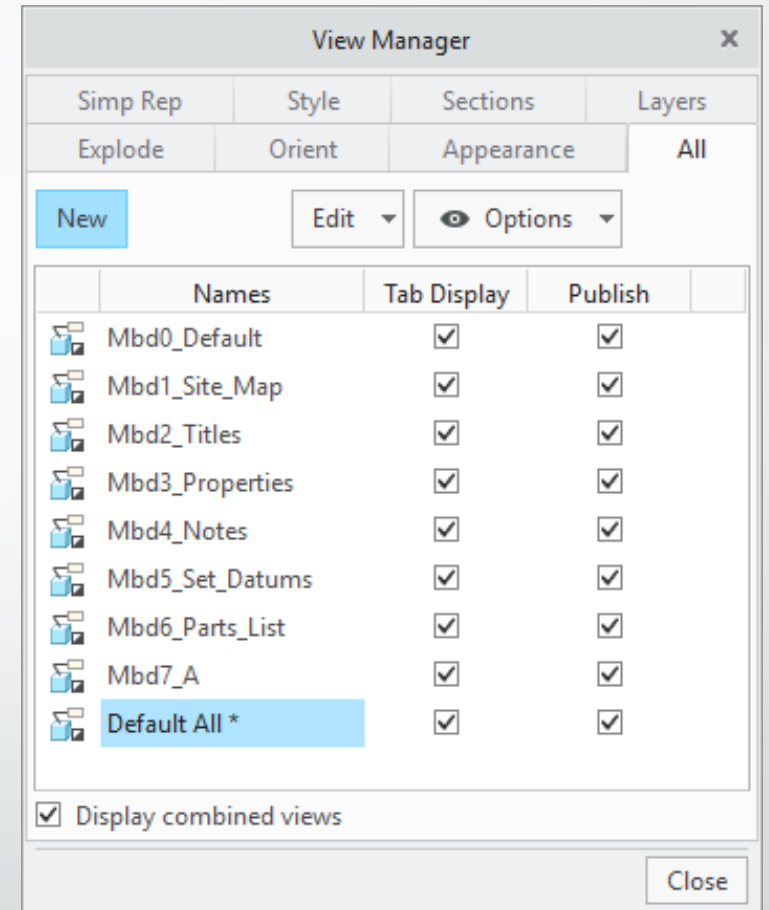 View Manager
Simp Rep Style Sections Layers
Explode Orient Appearance All
New Edit Options
Names Tab Display Publish
Mbd0_Default
Mbd1_Site_Map
Mbd2_Titles
Mbd3_Properties
Mbd4_Notes
Mbd5_Set_Datums
Mbd6_Parts_List
Mbd7_A
Default All *
Display combined views
Close